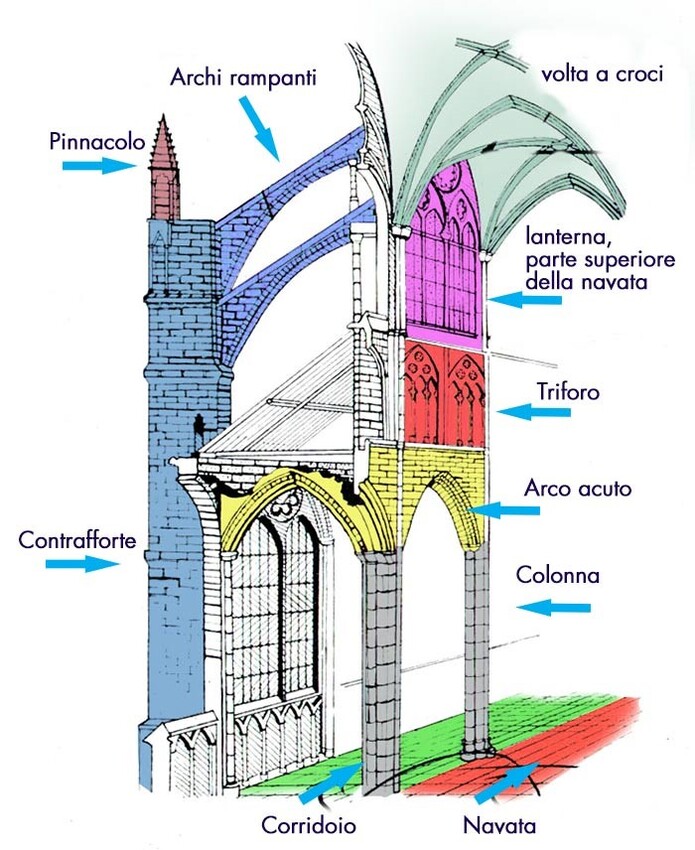 Archi rampanti
volta a croci
Pinnacolo
lanterna,
parte superiore
della navata
Triforo
Arco acuto
Contrafforte
Colonna
Corridoio
Navata